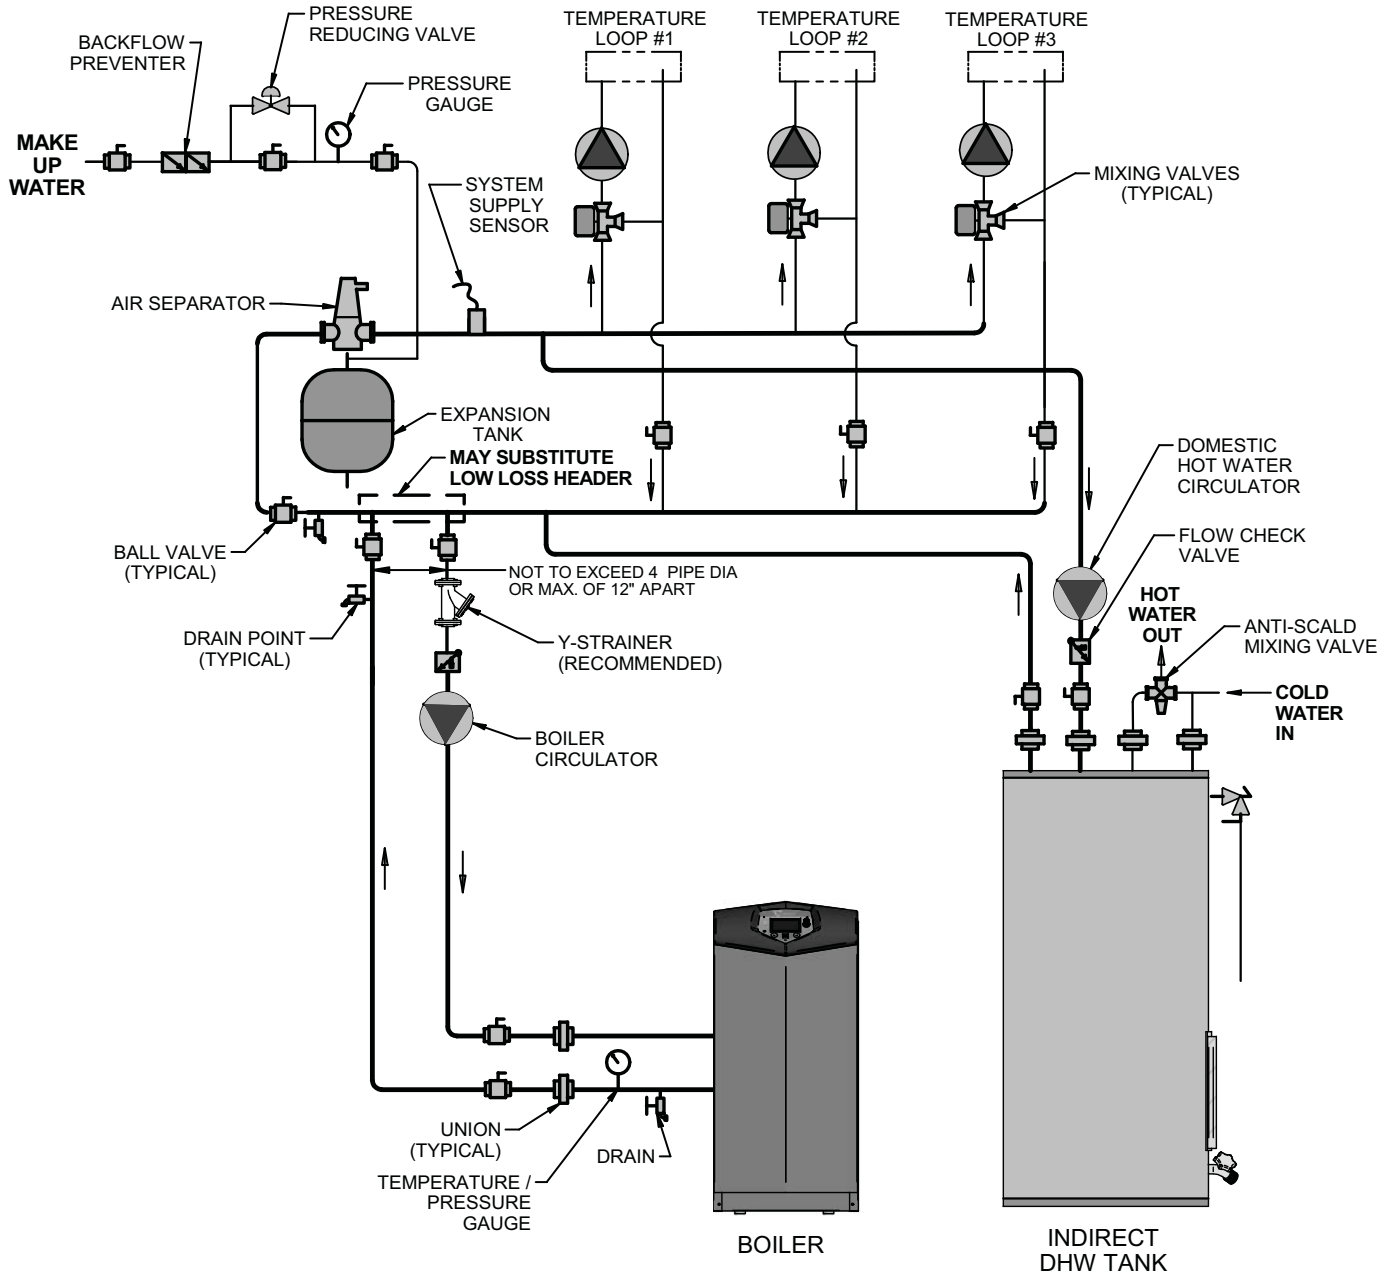 PRESSURE
REDUCING VALVE
BACKFLOW
PREVENTER
PRESSURE
GAUGE
MAKE
UP
WATER
TEMPERATURE
LOOP #1
TEMPERATURE
LOOP #2
TEMPERATURE
LOOP #3
SYSTEM
SUPPLY
SENSOR
MIXING VALVES
(TYPICAL)
AIR SEPARATOR
EXPANSION
TANK
MAY SUBSTITUTE
LOW LOSS HEADER
DOMESTIC
HOT WATER
CIRCULATOR
BALL VALVE
(TYPICAL)
FLOW CHECK
VALVE
NOT TO EXCEED 4 PIPE DIA
OR MAX. OF 12" APART
HOT
WATER
OUT
DRAIN POINT
(TYPICAL)
Y-STRAINER
(RECOMMENDED)
ANTI-SCALD
MIXING VALVE
COLD
WATER
IN
BOILER
CIRCULATOR
UNION
(TYPICAL)
DRAIN
TEMPERATURE /
PRESSURE
GAUGE
BOILER
INDIRECT
DHW TANK